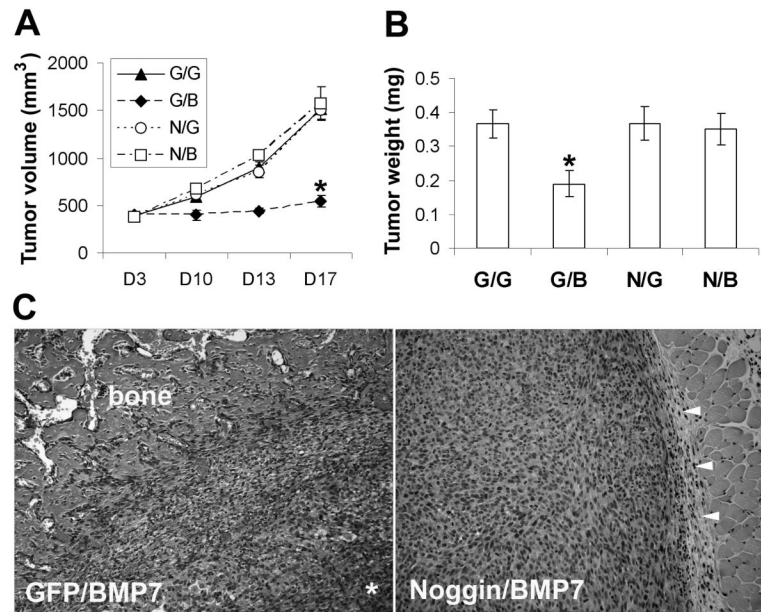 A
Tumor volume (mm3)
2000
1500
1000
500
0
G/G
G/B
N/G
N/B
*
D3 D10 D13 D17
B
Tumor weight (mg)
0.5
0.4
0.3
0.2
0.1
0
*
G/G G/B N/G N/B
C
bone
GFP/BMP7
*
Noggin/BMP7